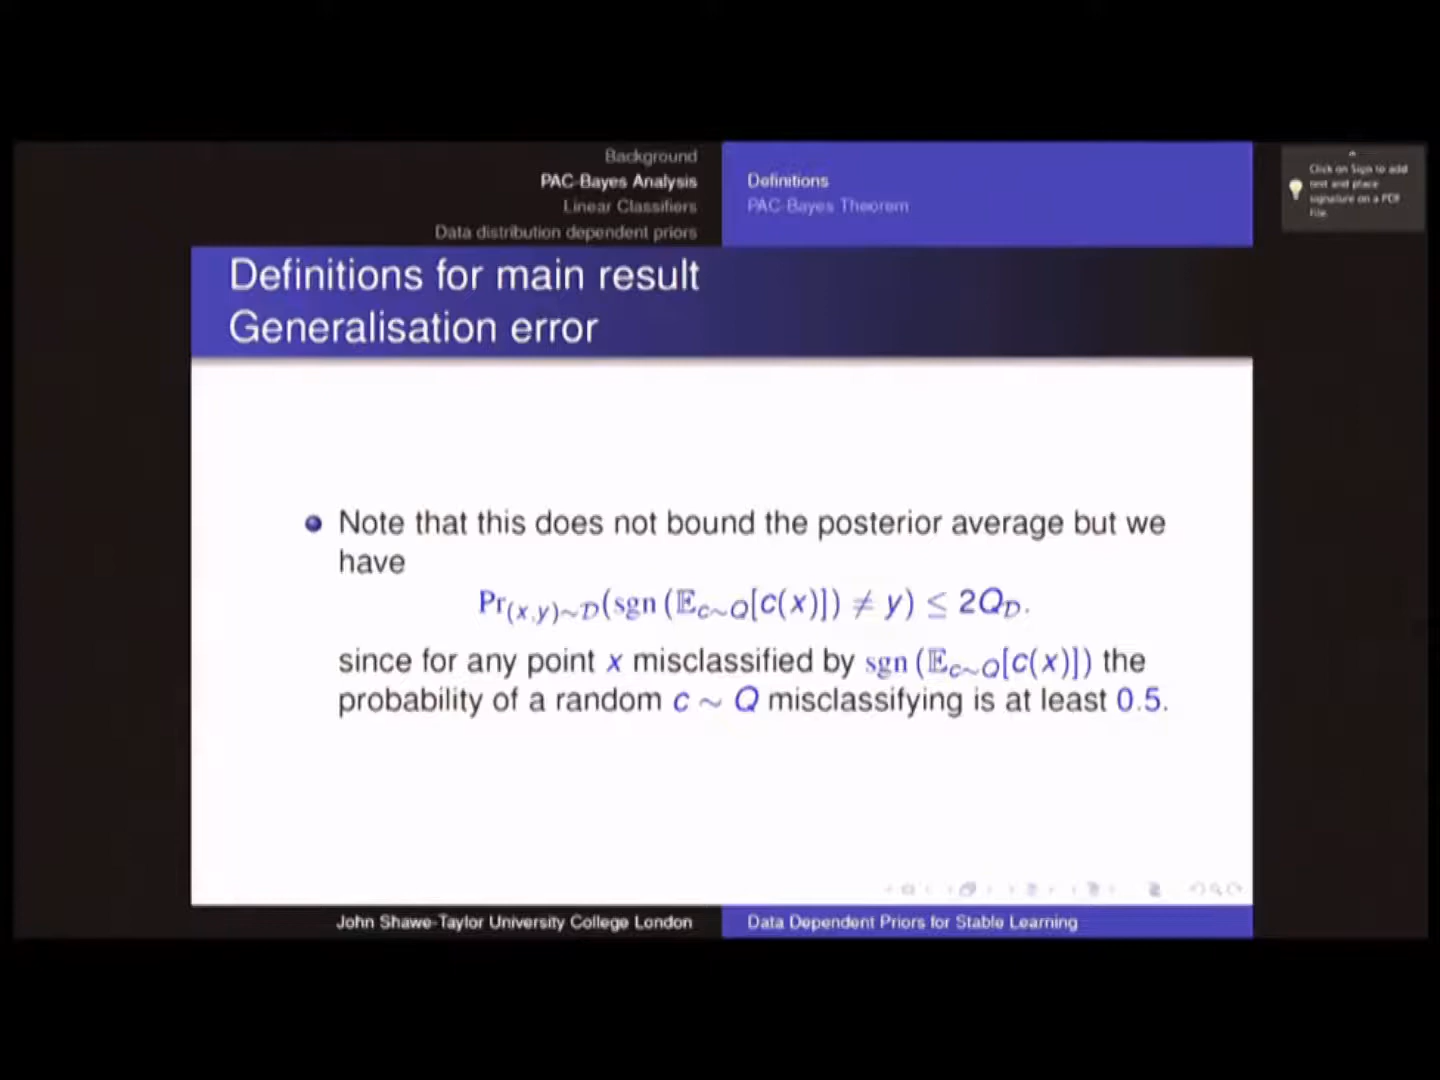 Background
PAC-Bayes Analysis
Linear Classifiers
Data distribution dependent priors
Definitions
PAC-Bayes Theorem
Click on Sign to add
text and place
signature on a PDF
file.
Definitions for main result
Generalisation error
Note that this does not bound the posterior average but we
have
Pr_{(x,y)∼𝒟}(sgn (𝔼_{c∼Q}[c(x)]) ≠ y) ≤ 2Q_𝒟.
since for any point x misclassified by sgn (𝔼_{c∼Q}[c(x)]) the
probability of a random c ∼ Q misclassifying is at least 0.5.
John Shawe-Taylor University College London
Data Dependent Priors for Stable Learning